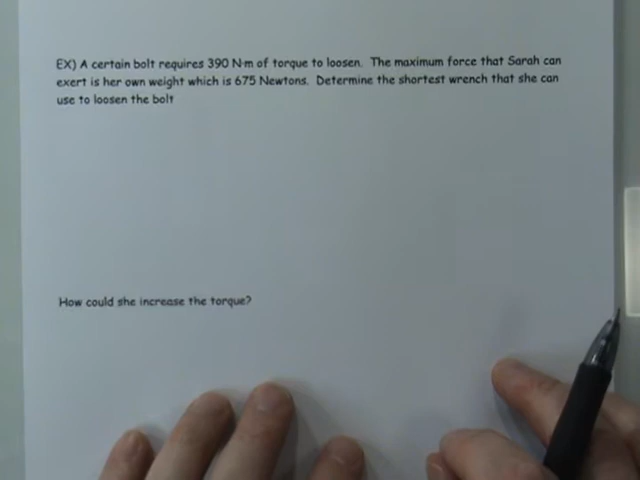 EX) A certain bolt requires 390 N·m of torque to loosen. The maximum force that Sarah can
exert is her own weight which is 675 Newtons. Determine the shortest wrench that she can
use to loosen the bolt
How could she increase the torque?